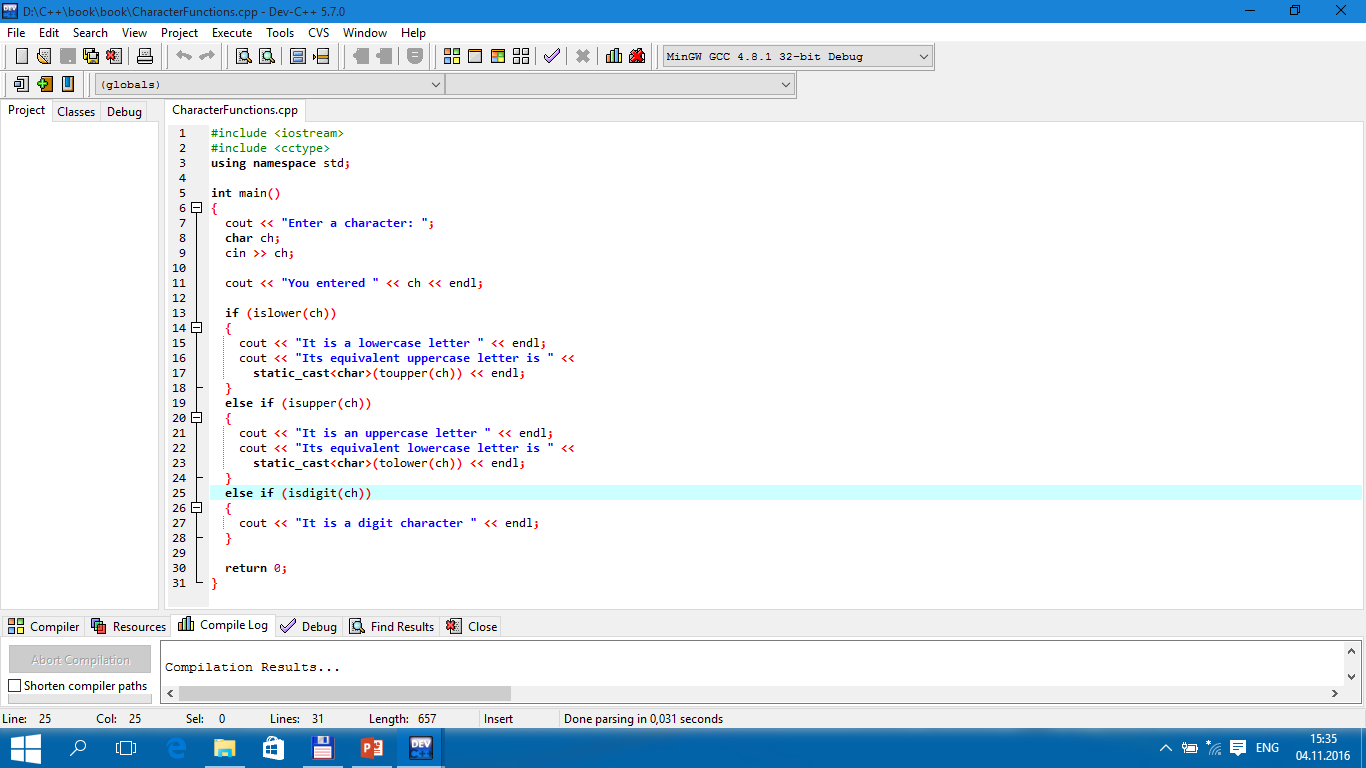 D:\C++\book\book\CharacterFunctions.cpp - Dev-C++ 5.7.0
File Edit Search View Project Execute Tools CVS Window Help
MinGW GCC 4.8.1 32-bit Debug
(globals)
Project Classes Debug CharacterFunctions.cpp
1 #include <iostream>
2 #include <cctype>
3 using namespace std;
4
5 int main()
6 {
7 cout << "Enter a character: ";
8 char ch;
9 cin >> ch;
10
11 cout << "You entered " << ch << endl;
12
13 if (islower(ch))
14 {
15 cout << "It is a lowercase letter " << endl;
16 cout << "Its equivalent uppercase letter is " <<
17 static_cast<char>(toupper(ch)) << endl;
18 }
19 else if (isupper(ch))
20 {
21 cout << "It is an uppercase letter " << endl;
22 cout << "Its equivalent lowercase letter is " <<
23 static_cast<char>(tolower(ch)) << endl;
24 }
25 else if (isdigit(ch))
26 {
27 cout << "It is a digit character " << endl;
28 }
29
30 return 0;
31 }
Compiler Resources Compile Log Debug Find Results Close
Abort Compilation
Compilation Results...
Shorten compiler paths
Line: 25 Col: 25 Sel: 0 Lines: 31 Length: 657 Insert Done parsing in 0,031 seconds
DEV C++
ENG
15:35
04.11.2016